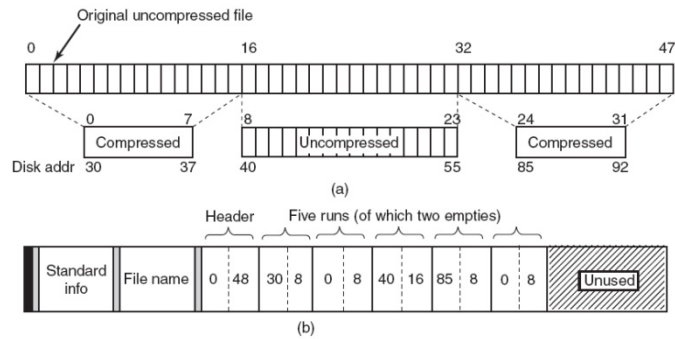 Original uncompressed file
0 16 32 47
0 7 8 23 24 31
Compressed Uncompressed Compressed
Disk addr 30 37 40 55 85 92
(a)
Header Five runs (of which two empties)
Standard info File name 0 48 30 8 0 8 40 16 85 8 0 8 Unused
(b)